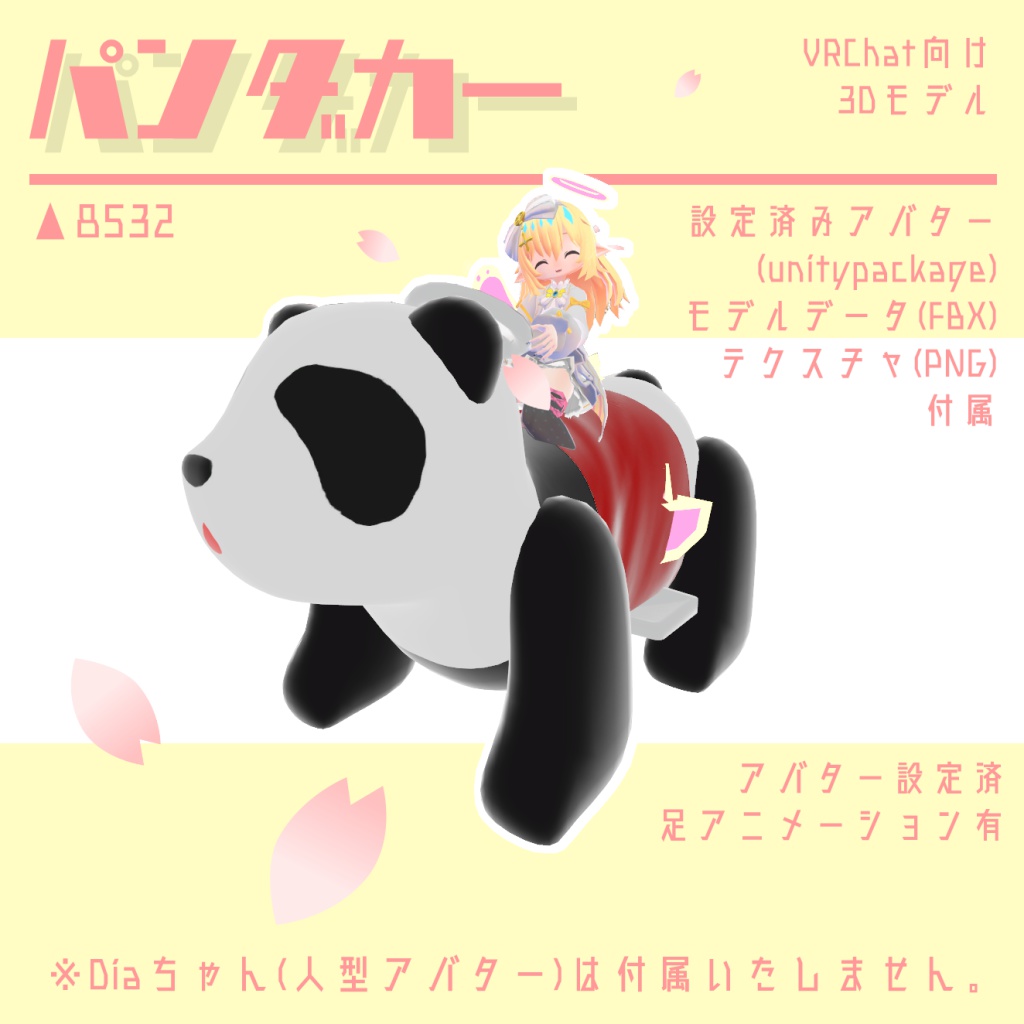 パンダカー
VRChat向け
3Dモデル
▲8532
設定済みアバター
(unitypackage)
モデルデータ(FBX)
テクスチャ(PNG)
付属
アバター設定済
足アニメーション有
※Diaちゃん(人型アバター)は付属いたしません。